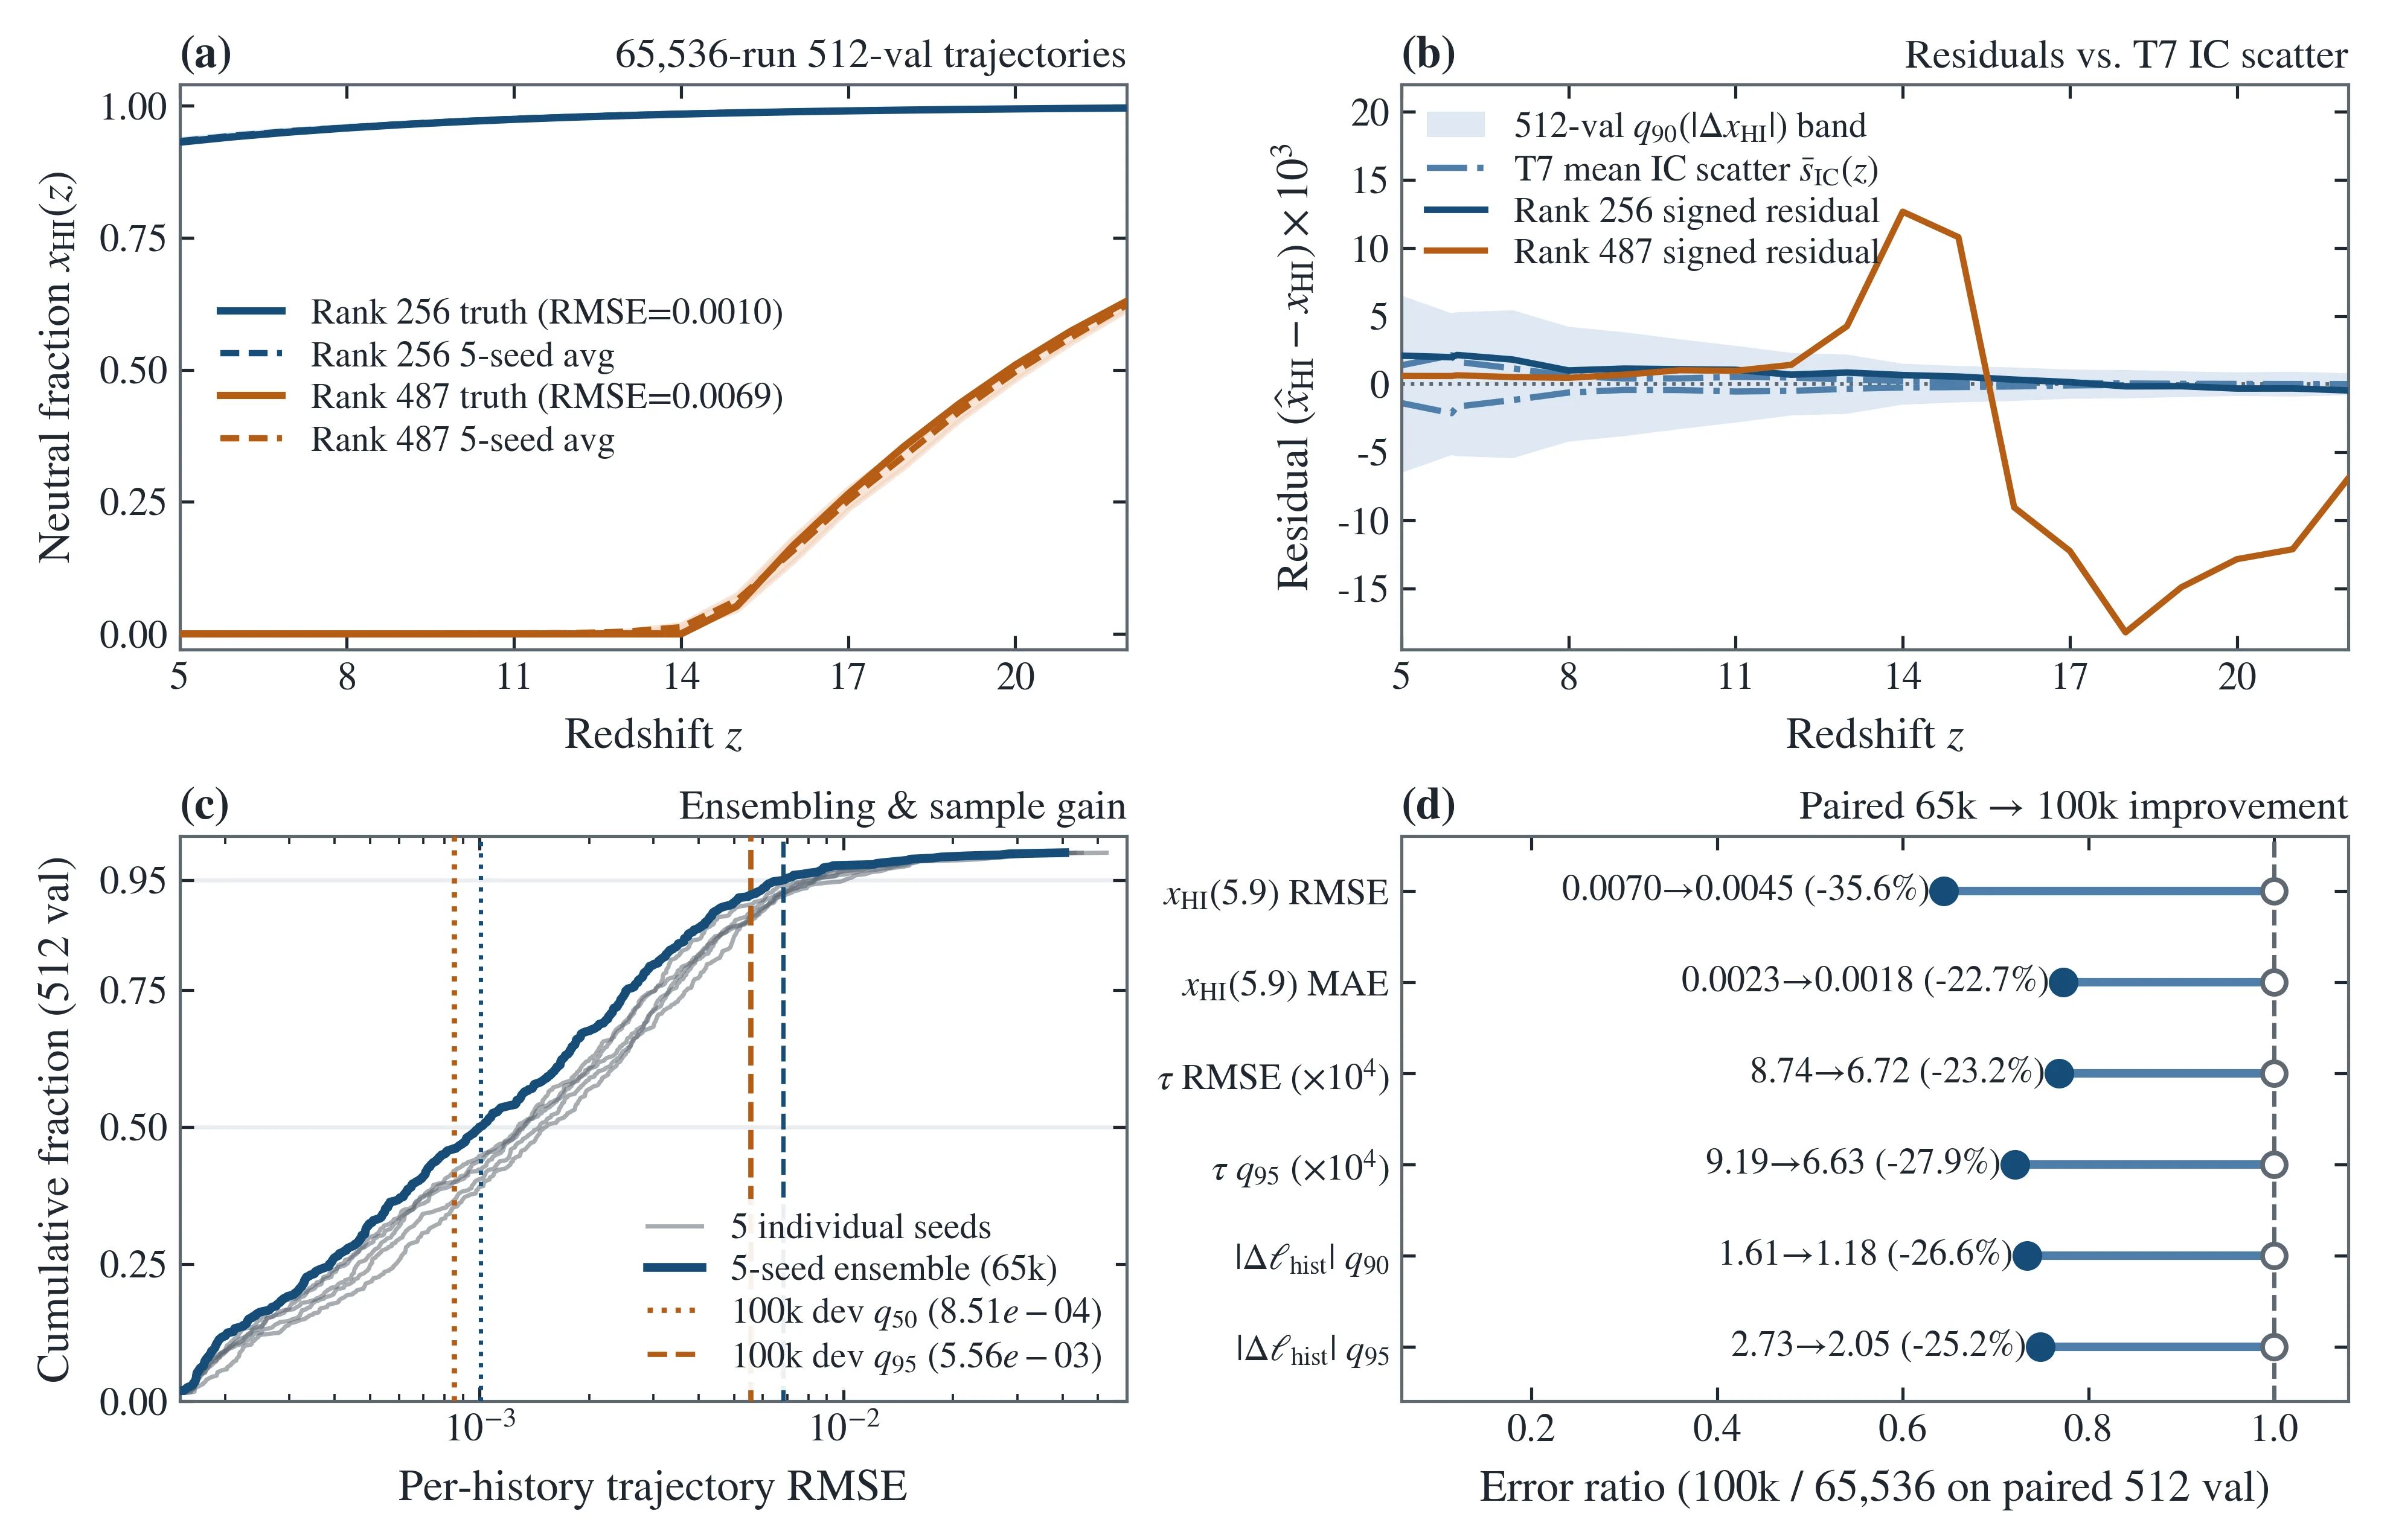 (a) 65,536-run 512-val trajectories
Neutral fraction x_HI(z)
1.00
0.75
0.50
0.25
0.00
Rank 256 truth (RMSE=0.0010)
Rank 256 5-seed avg
Rank 487 truth (RMSE=0.0069)
Rank 487 5-seed avg
5 8 11 14 17 20
Redshift z
(b) Residuals vs. T7 IC scatter
Residual (x̂_HI − x_HI) × 10³
20
15
10
5
0
-5
-10
-15
512-val q₉₀(|Δx_HI|) band
T7 mean IC scatter s̄_IC(z)
Rank 256 signed residual
Rank 487 signed residual
5 8 11 14 17 20
Redshift z
(c) Ensembling & sample gain
Cumulative fraction (512 val)
0.95
0.75
0.50
0.25
0.00
5 individual seeds
5-seed ensemble (65k)
100k dev q₅₀ (8.51e − 04)
100k dev q₉₅ (5.56e − 03)
10⁻³ 10⁻²
Per-history trajectory RMSE
(d) Paired 65k → 100k improvement
x_HI(5.9) RMSE 0.0070→0.0045 (-35.6%)
x_HI(5.9) MAE 0.0023→0.0018 (-22.7%)
τ RMSE (×10⁴) 8.74→6.72 (-23.2%)
τ q₉₅ (×10⁴) 9.19→6.63 (-27.9%)
|Δℓ_hist| q₉₀ 1.61→1.18 (-26.6%)
|Δℓ_hist| q₉₅ 2.73→2.05 (-25.2%)
0.2 0.4 0.6 0.8 1.0
Error ratio (100k / 65,536 on paired 512 val)